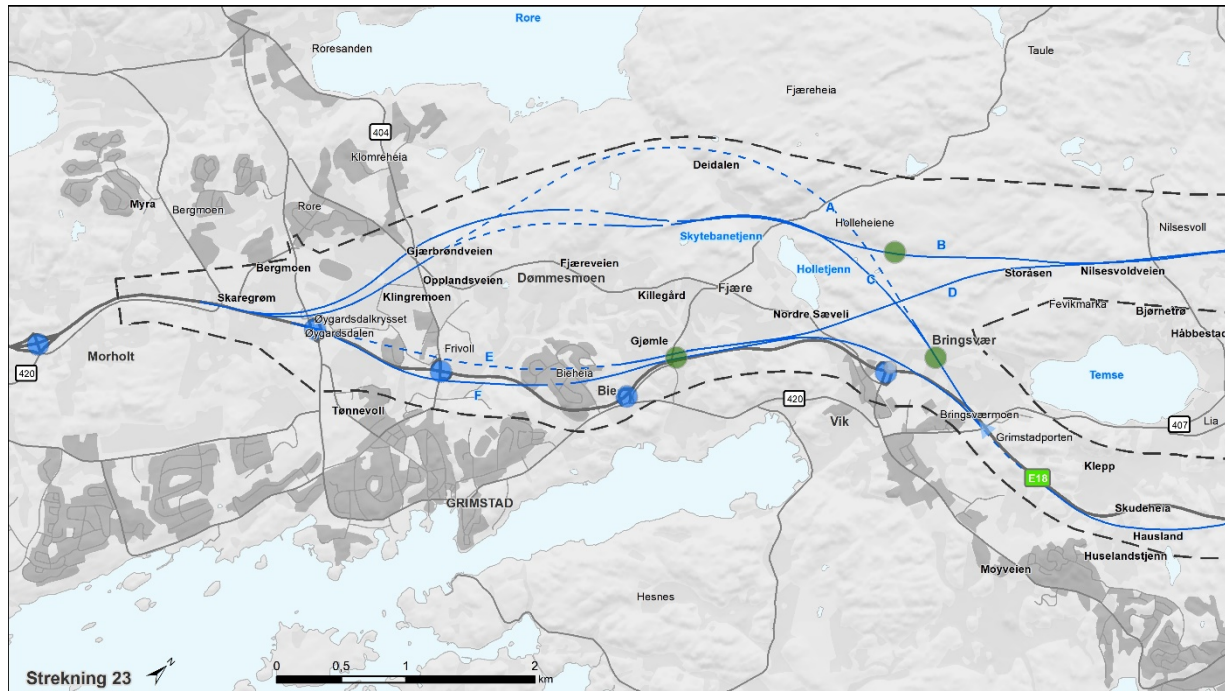 Rore
Roresanden
Taule
Fjæreheia
404
Klomreheia
Deidalen
Myra
Bergmoen
Rore
A
Holleheiene
Nilsesvoll
Gjærbrøndveien
Skytebanetjenn
B
Bergmoen
Fjæreveien
Opplandsveien
Dømmesmoen
Holletjenn
C
Storåsen
Nilsesvoldveien
Skaregrøm
Klingremoen
Killegård
Fjære
D
Fevikmarka
Bjørnetrø
Nordre Sæveli
Øygardsdalkrysset
Øygardsdalen
Håbbestad
Frivoll
Gjømle
Bringsvær
Morholt
E
420
Bieheia
Temse
F
Bie
420
Tønnevoll
Vik
Bringsværmoen
Lia
407
Grimstadporten
Klepp
E18
GRIMSTAD
Skudeheia
Hausland
Huselandstjenn
Moyveien
Hesnes
Strekning 23
N
0 0,5 1 2
km